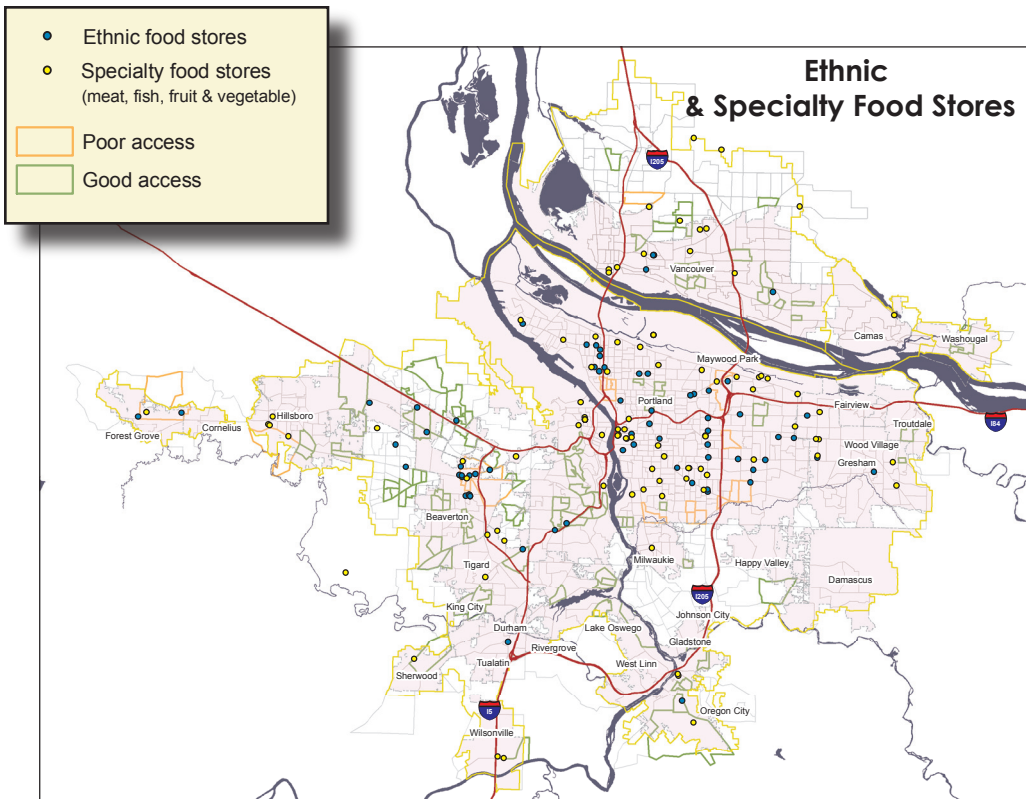 Ethnic food stores
Specialty food stores
(meat, fish, fruit & vegetable)
Poor access
Good access
Ethnic
& Specialty Food Stores
I205
Vancouver
Camas
Washougal
Maywood Park
Portland
Fairview
Troutdale
I84
Wood Village
Gresham
Hillsboro
Cornelius
Forest Grove
Beaverton
Milwaukie
Happy Valley
Damascus
Tigard
King City
I205
Johnson City
Durham
Lake Oswego
Gladstone
Rivergrove
Tualatin
West Linn
Sherwood
I5
Oregon City
Wilsonville